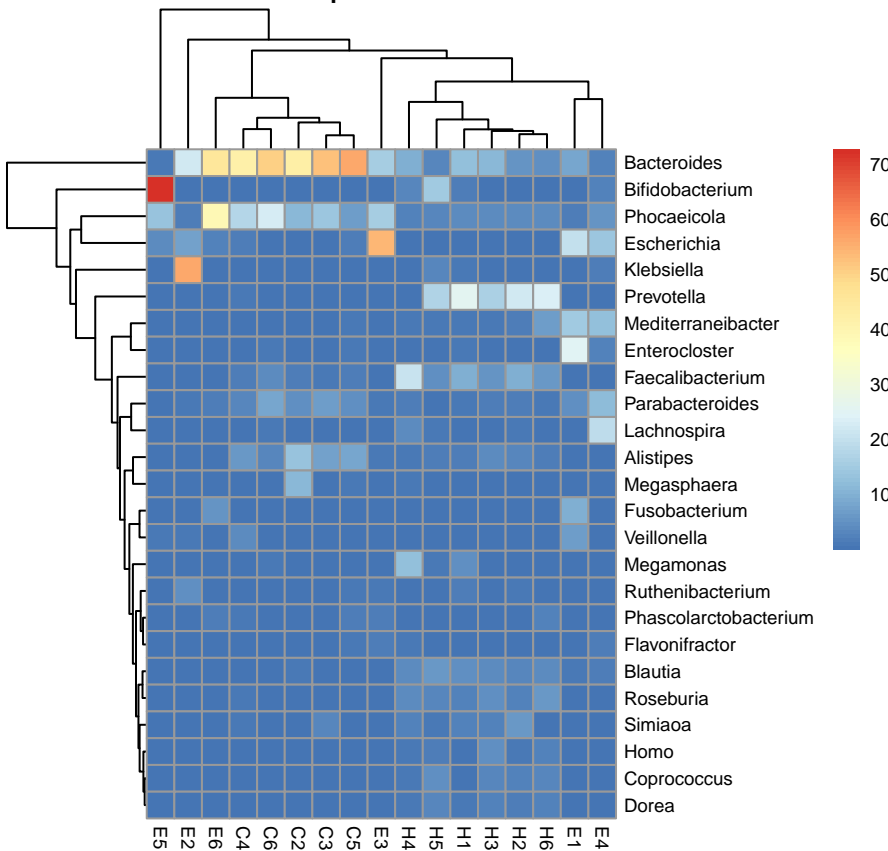 Bacteroides
Bifidobacterium
Phocaeicola
Escherichia
Klebsiella
Prevotella
Mediterraneibacter
Enterocloster
Faecalibacterium
Parabacteroides
Lachnospira
Alistipes
Megasphaera
Fusobacterium
Veillonella
Megamonas
Ruthenibacterium
Phascolarctobacterium
Flavonifractor
Blautia
Roseburia
Simiaoa
Homo
Coprococcus
Dorea
70
60
50
40
30
20
10
E5 E2 E6 C4 C6 C2 C3 C5 E3 H4 H5 H1 H3 H2 H6 E1 E4